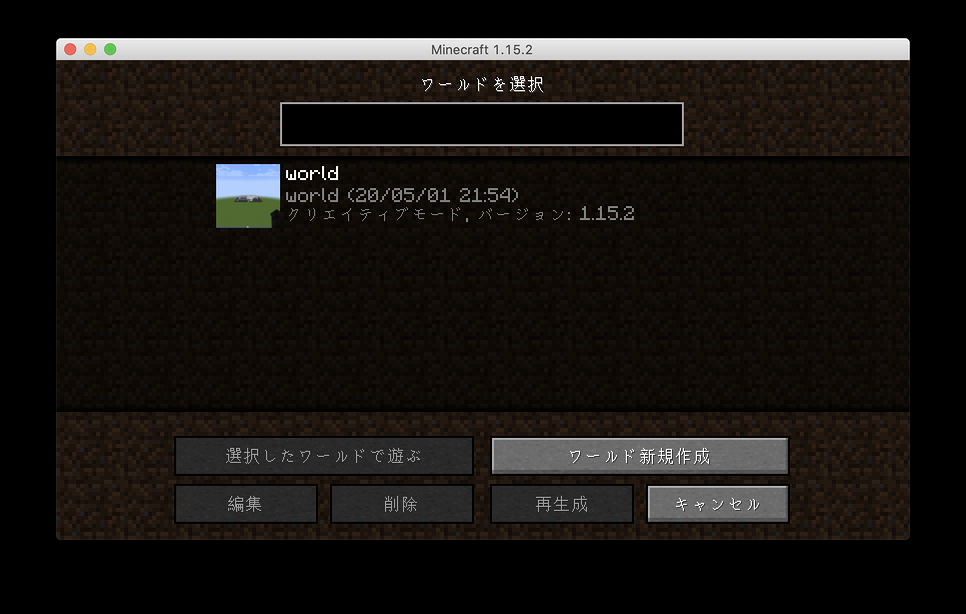 Minecraft 1.15.2
ワールドを選択
world
world (20/05/01 21:54)
クリエイティブモード, バージョン: 1.15.2
選択したワールドで遊ぶ
ワールド新規作成
編集
削除
再生成
キャンセル